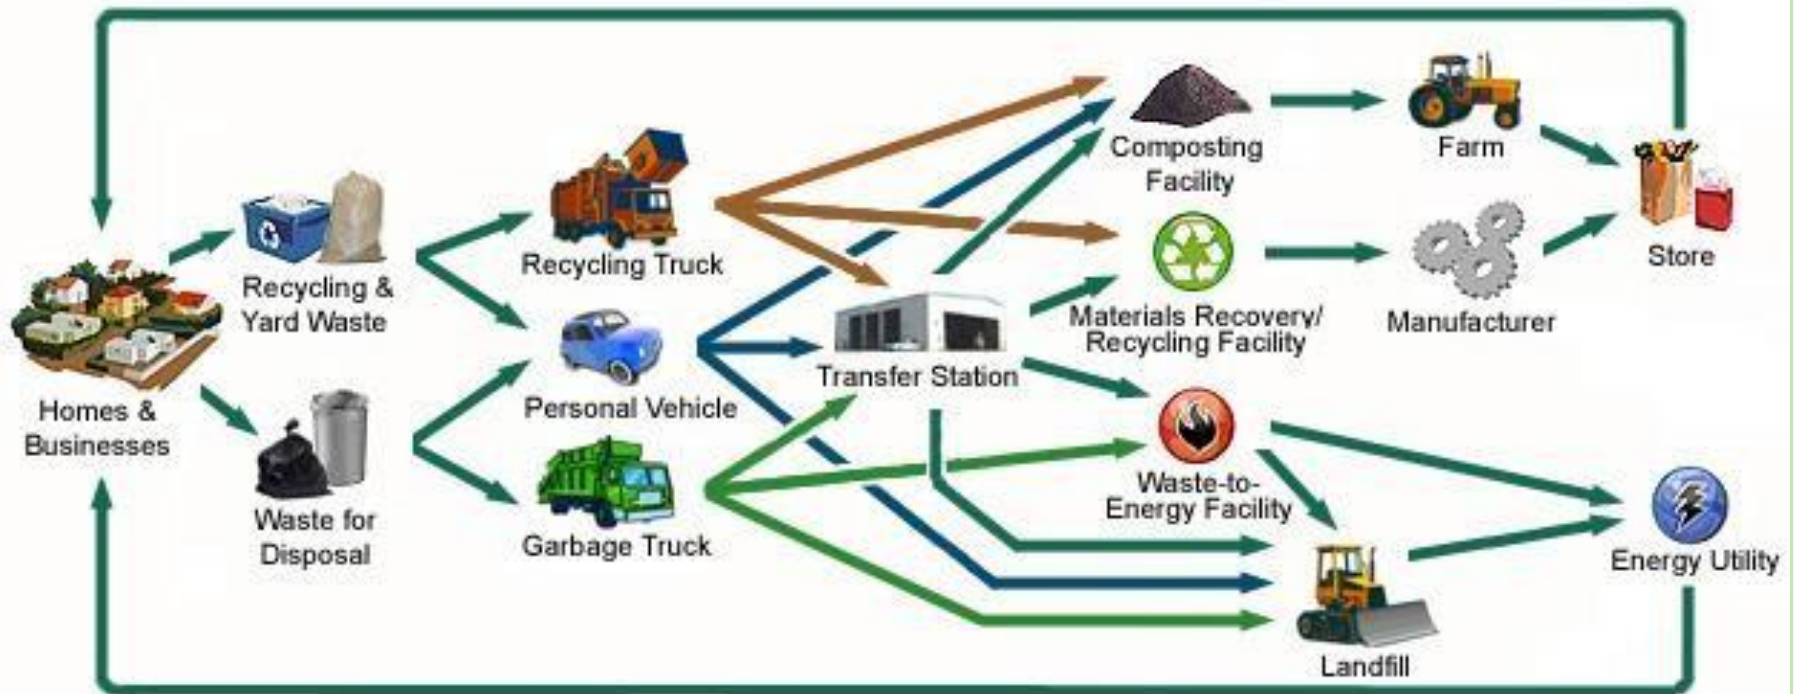 Composting
Facility
Farm
Recycling Truck
Store
Recycling &
Yard Waste
Materials Recovery/
Recycling Facility
Manufacturer
Transfer Station
Homes &
Businesses
Personal Vehicle
Waste-to-
Energy Facility
Waste for
Disposal
Garbage Truck
Energy Utility
Landfill